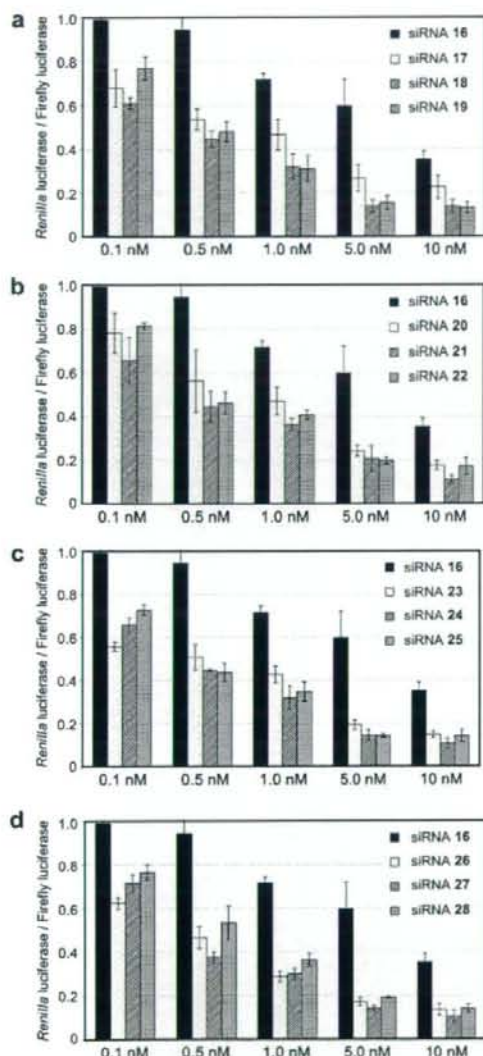 a
Renilla luciferase / Firefly luciferase
1.0
0.8
0.6
0.4
0.2
0
siRNA 16
siRNA 17
siRNA 18
siRNA 19
0.1 nM 0.5 nM 1.0 nM 5.0 nM 10 nM
b
Renilla luciferase / Firefly luciferase
1.0
0.8
0.6
0.4
0.2
0
siRNA 16
siRNA 20
siRNA 21
siRNA 22
0.1 nM 0.5 nM 1.0 nM 5.0 nM 10 nM
c
Renilla luciferase / Firefly luciferase
1.0
0.8
0.6
0.4
0.2
0
siRNA 16
siRNA 23
siRNA 24
siRNA 25
0.1 nM 0.5 nM 1.0 nM 5.0 nM 10 nM
d
Renilla luciferase / Firefly luciferase
1.0
0.8
0.6
0.4
0.2
0
siRNA 16
siRNA 26
siRNA 27
siRNA 28
0.1 nM 0.5 nM 1.0 nM 5.0 nM 10 nM